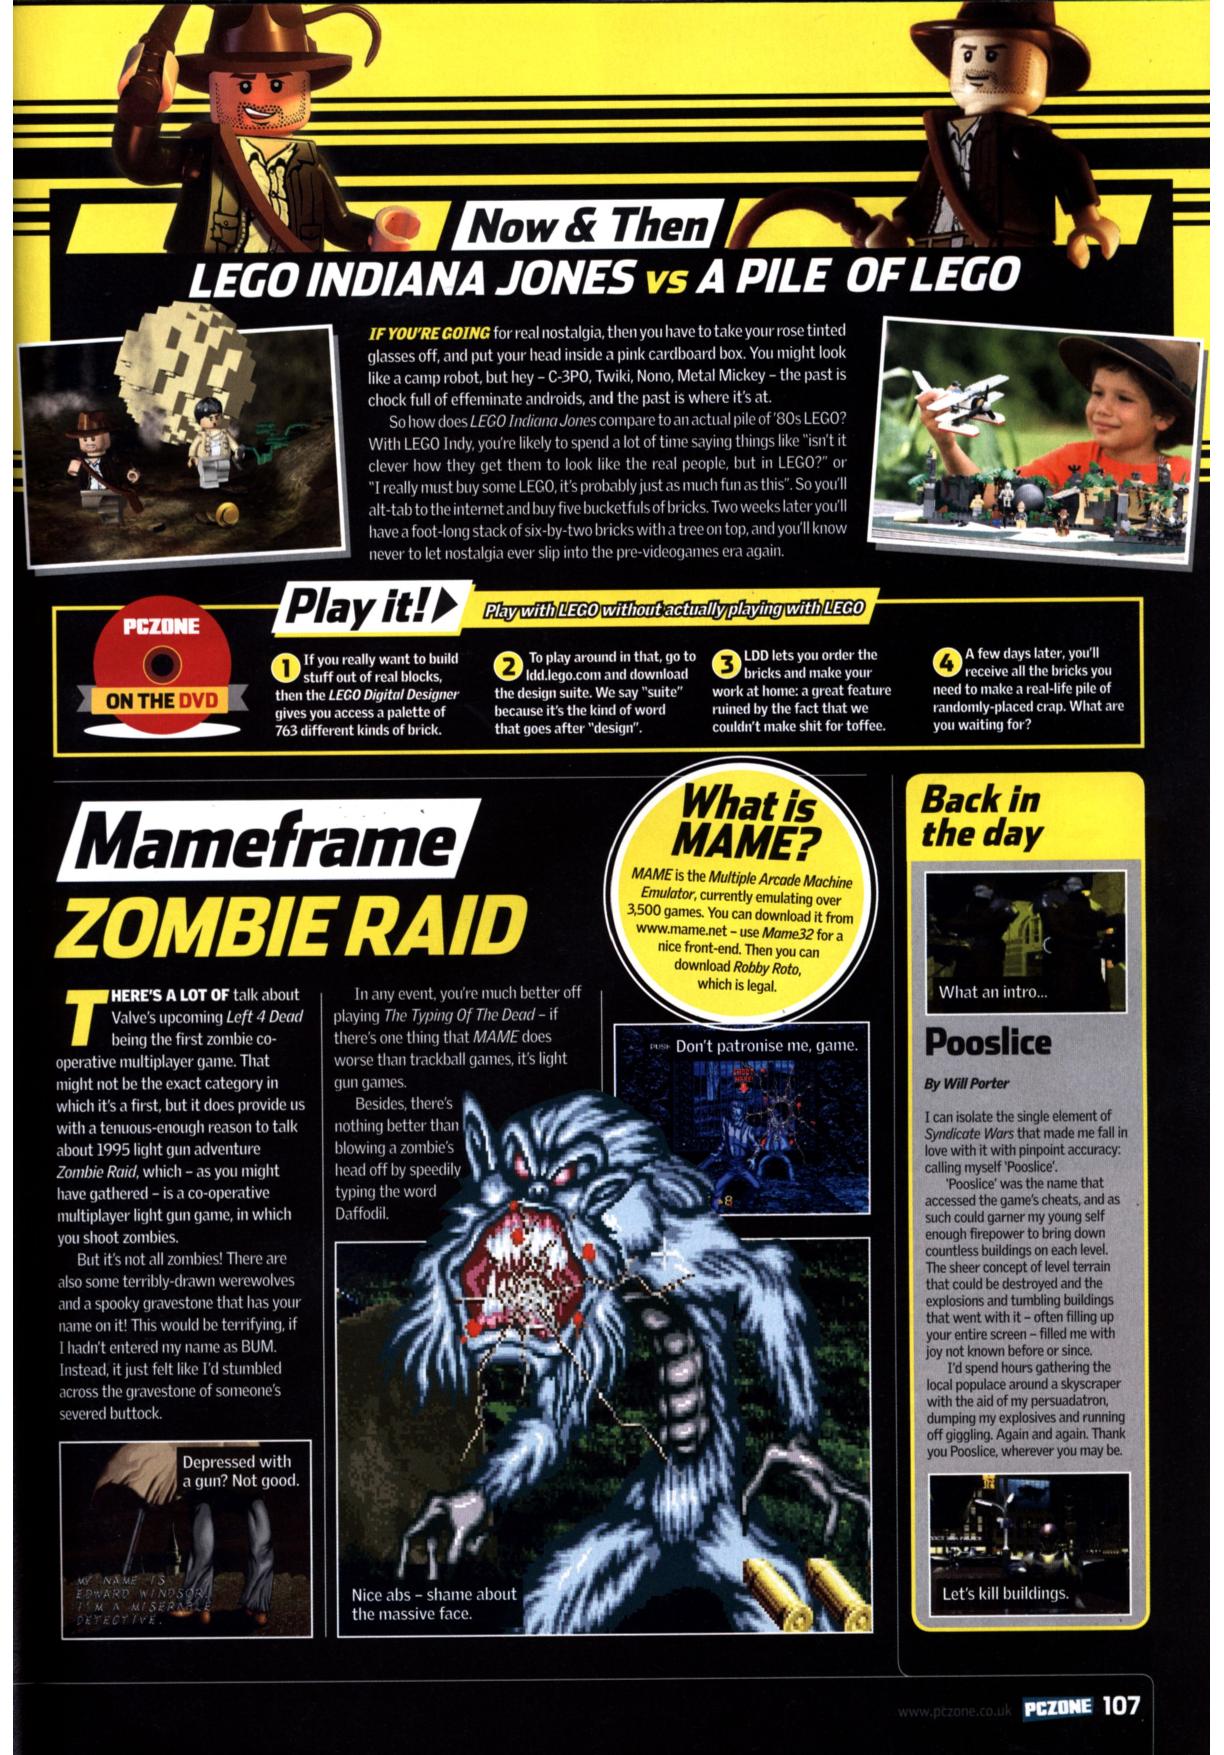 Now & Then
LEGO INDIANA JONES vs A PILE OF LEGO
IF YOU'RE GOING for real nostalgia, then you have to take your rose tinted
glasses off, and put your head inside a pink cardboard box. You might look
like a camp robot, but hey – C-3PO, Twiki, Nono, Metal Mickey – the past is
chock full of effeminate androids, and the past is where it's at.
So how does LEGO Indiana Jones compare to an actual pile of '80s LEGO?
With LEGO Indy, you're likely to spend a lot of time saying things like "isn't it
clever how they get them to look like the real people, but in LEGO?" or
"I really must buy some LEGO, it's probably just as much fun as this". So you'll
alt-tab to the internet and buy five bucketfuls of bricks. Two weeks later you'll
have a foot-long stack of six-by-two bricks with a tree on top, and you'll know
never to let nostalgia ever slip into the pre-videogames era again.
Play it!
Play with LEGO without actually playing with LEGO
PCZONE
ON THE DVD
1 If you really want to build
stuff out of real blocks,
then the LEGO Digital Designer
gives you access a palette of
763 different kinds of brick.
2 To play around in that, go to
ldd.lego.com and download
the design suite. We say "suite"
because it's the kind of word
that goes after "design".
3 LDD lets you order the
bricks and make your
work at home: a great feature
ruined by the fact that we
couldn't make shit for toffee.
4 A few days later, you'll
receive all the bricks you
need to make a real-life pile of
randomly-placed crap. What are
you waiting for?
Mameframe
ZOMBIE RAID
THERE'S A LOT OF talk about
Valve's upcoming Left 4 Dead
being the first zombie co-
operative multiplayer game. That
might not be the exact category in
which it's a first, but it does provide us
with a tenuous-enough reason to talk
about 1995 light gun adventure
Zombie Raid, which – as you might
have gathered – is a co-operative
multiplayer light gun game, in which
you shoot zombies.
But it's not all zombies! There are
also some terribly-drawn werewolves
and a spooky gravestone that has your
name on it! This would be terrifying, if
I hadn't entered my name as BUM.
Instead, it just felt like I'd stumbled
across the gravestone of someone's
severed buttock.
Depressed with
a gun? Not good.
MY NAME IS
EDWARD WINDSOR
I'M A MISERABLE
DETECTIVE.
In any event, you're much better off
playing The Typing Of The Dead – if
there's one thing that MAME does
worse than trackball games, it's light
gun games.
Besides, there's
nothing better than
blowing a zombie's
head off by speedily
typing the word
Daffodil.
What is
MAME?
MAME is the Multiple Arcade Machine
Emulator, currently emulating over
3,500 games. You can download it from
www.mame.net – use Mame32 for a
nice front-end. Then you can
download Robby Roto,
which is legal.
PUSH
Don't patronise me, game.
SHOOT
HERE!
8
Nice abs – shame about
the massive face.
Back in
the day
What an intro...
Pooslice
By Will Porter
I can isolate the single element of
Syndicate Wars that made me fall in
love with it with pinpoint accuracy:
calling myself 'Pooslice'.
'Pooslice' was the name that
accessed the game's cheats, and as
such could garner my young self
enough firepower to bring down
countless buildings on each level.
The sheer concept of level terrain
that could be destroyed and the
explosions and tumbling buildings
that went with it – often filling up
your entire screen – filled me with
joy not known before or since.
I'd spend hours gathering the
local populace around a skyscraper
with the aid of my persuadatron,
dumping my explosives and running
off giggling. Again and again. Thank
you Pooslice, wherever you may be.
Let's kill buildings.
www.pczone.co.uk PCZONE 107